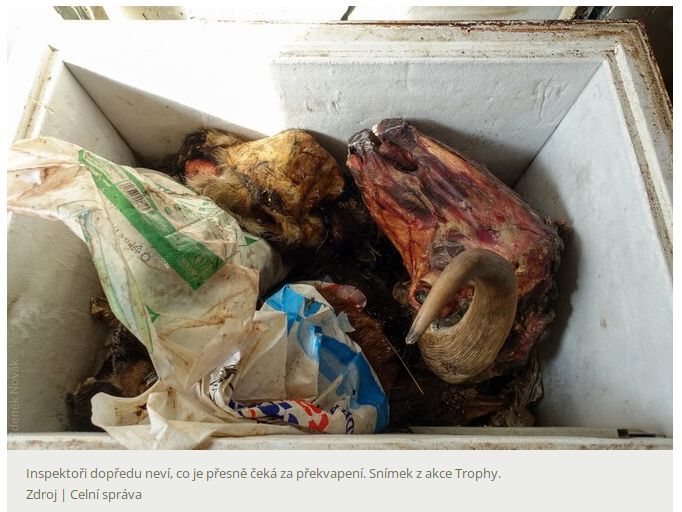 Zdeněk Novák
Inspektoři dopředu neví, co je přesně čeká za překvapení. Snímek z akce Trophy.
Zdroj | Celní správa